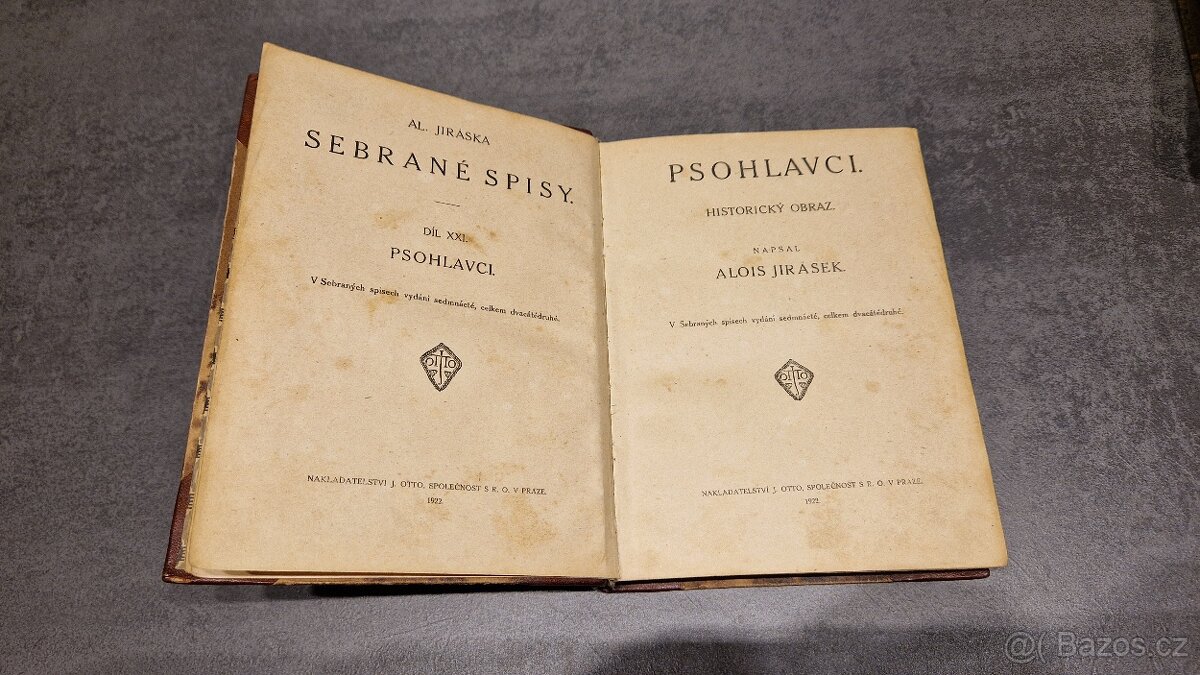 AL. JIRÁSKA
SEBRANÉ SPISY.
DÍL XXI.
PSOHLAVCI.
V Sebraných spisech vydání sedmnácté, celkem dvacátédruhé.
OTTO
NAKLADATELSTVÍ J. OTTO, SPOLEČNOST S R. O. V PRAZE.
1922.
PSOHLAVCI.
HISTORICKÝ OBRAZ.
NAPSAL
ALOIS JIRÁSEK.
V Sebraných spisech vydání sedmnácté, celkem dvacátédruhé.
OTTO
NAKLADATELSTVÍ J. OTTO, SPOLEČNOST S R. O. V PRAZE.
1922.
@( Bazos.cz